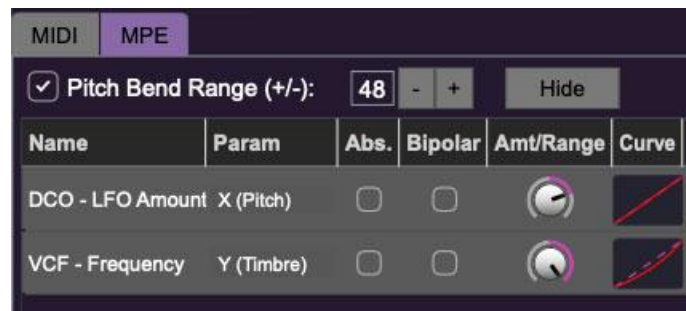 MIDI MPE
Pitch Bend Range (+/-): 48 - + Hide
Name Param Abs. Bipolar Amt/Range Curve
DCO - LFO Amount X (Pitch)
VCF - Frequency Y (Timbre)